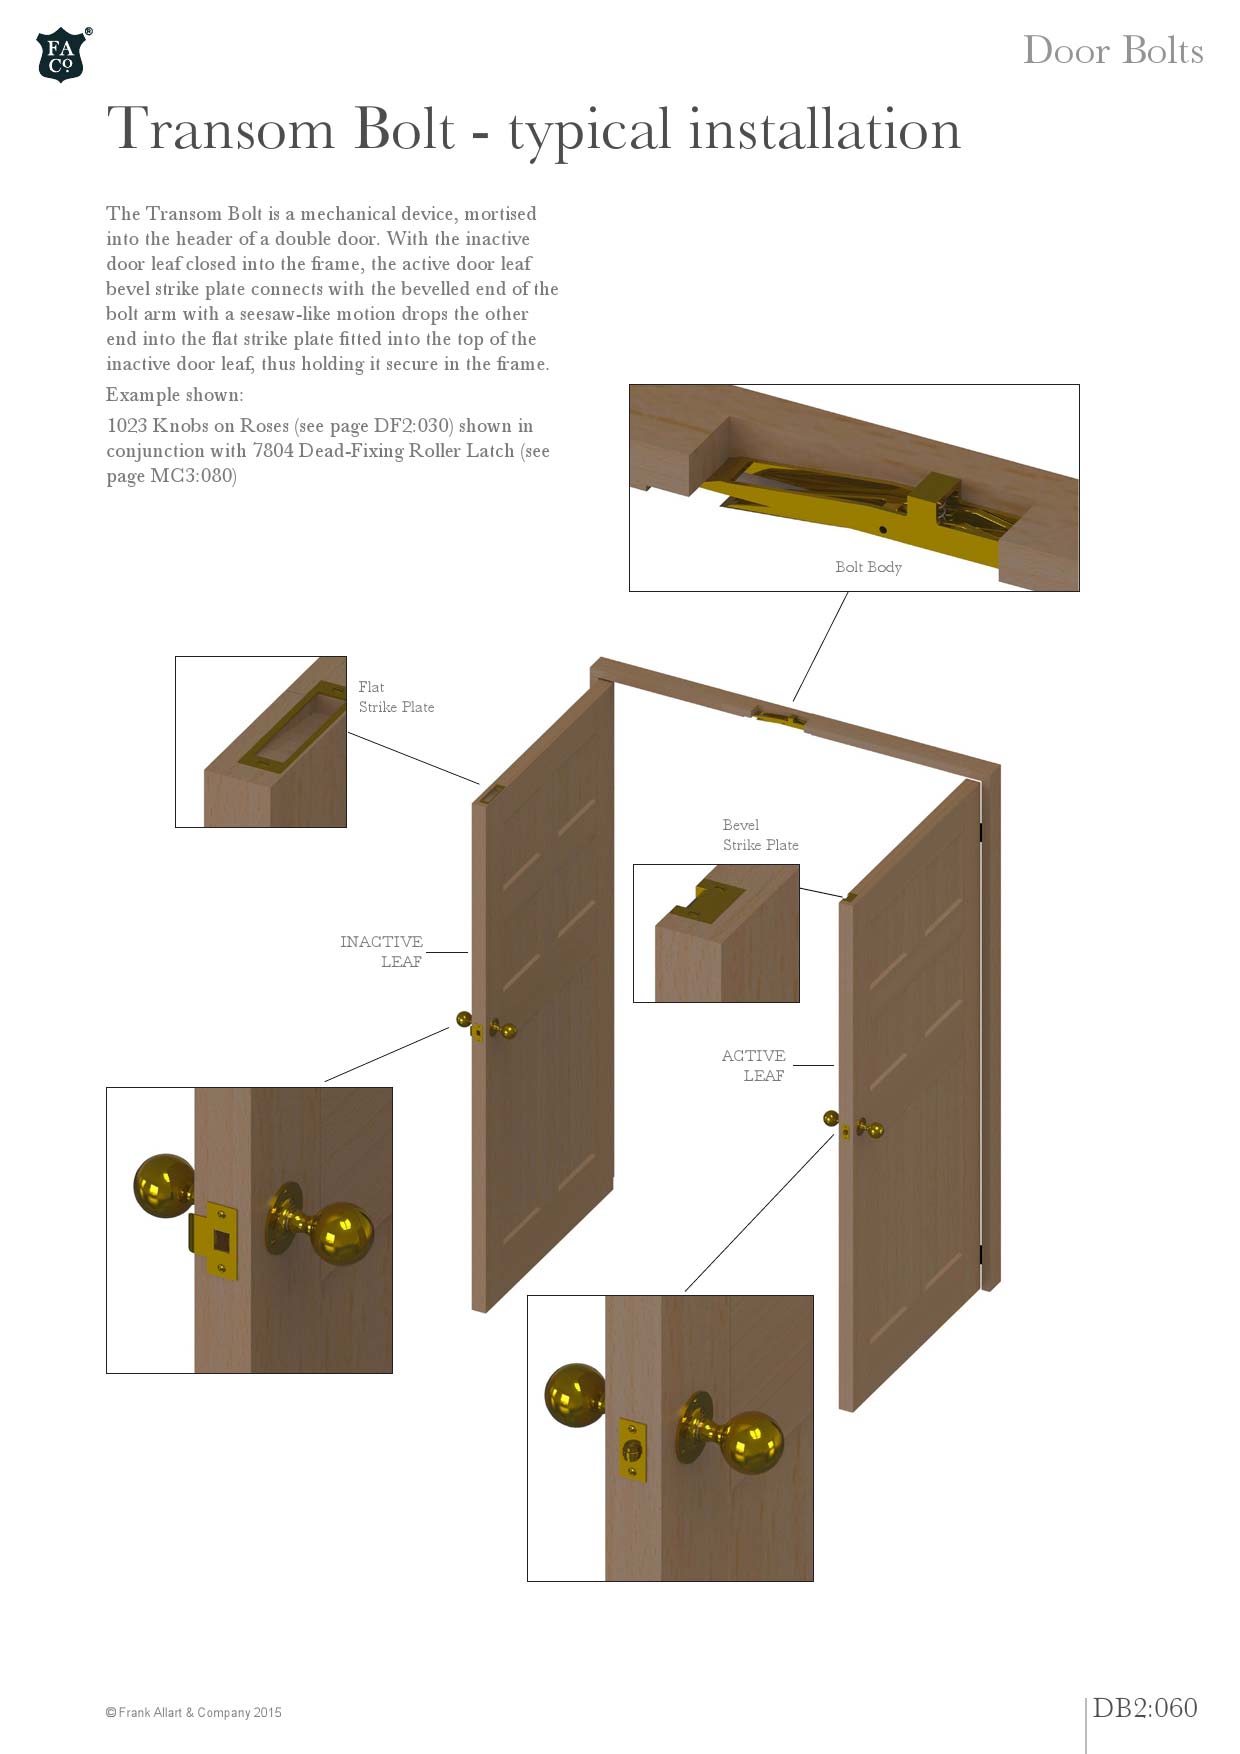 FA
Co.
®
Door Bolts
Transom Bolt - typical installation
The Transom Bolt is a mechanical device, mortised
into the header of a double door. With the inactive
door leaf closed into the frame, the active door leaf
bevel strike plate connects with the bevelled end of the
bolt arm with a seesaw-like motion drops the other
end into the flat strike plate fitted into the top of the
inactive door leaf, thus holding it secure in the frame.
Example shown:
1023 Knobs on Roses (see page DF2:030) shown in
conjunction with 7804 Dead-Fixing Roller Latch (see
page MC3:080)
Bolt Body
Flat
Strike Plate
Bevel
Strike Plate
INACTIVE
LEAF
ACTIVE
LEAF
© Frank Allart & Company 2015
DB2:060